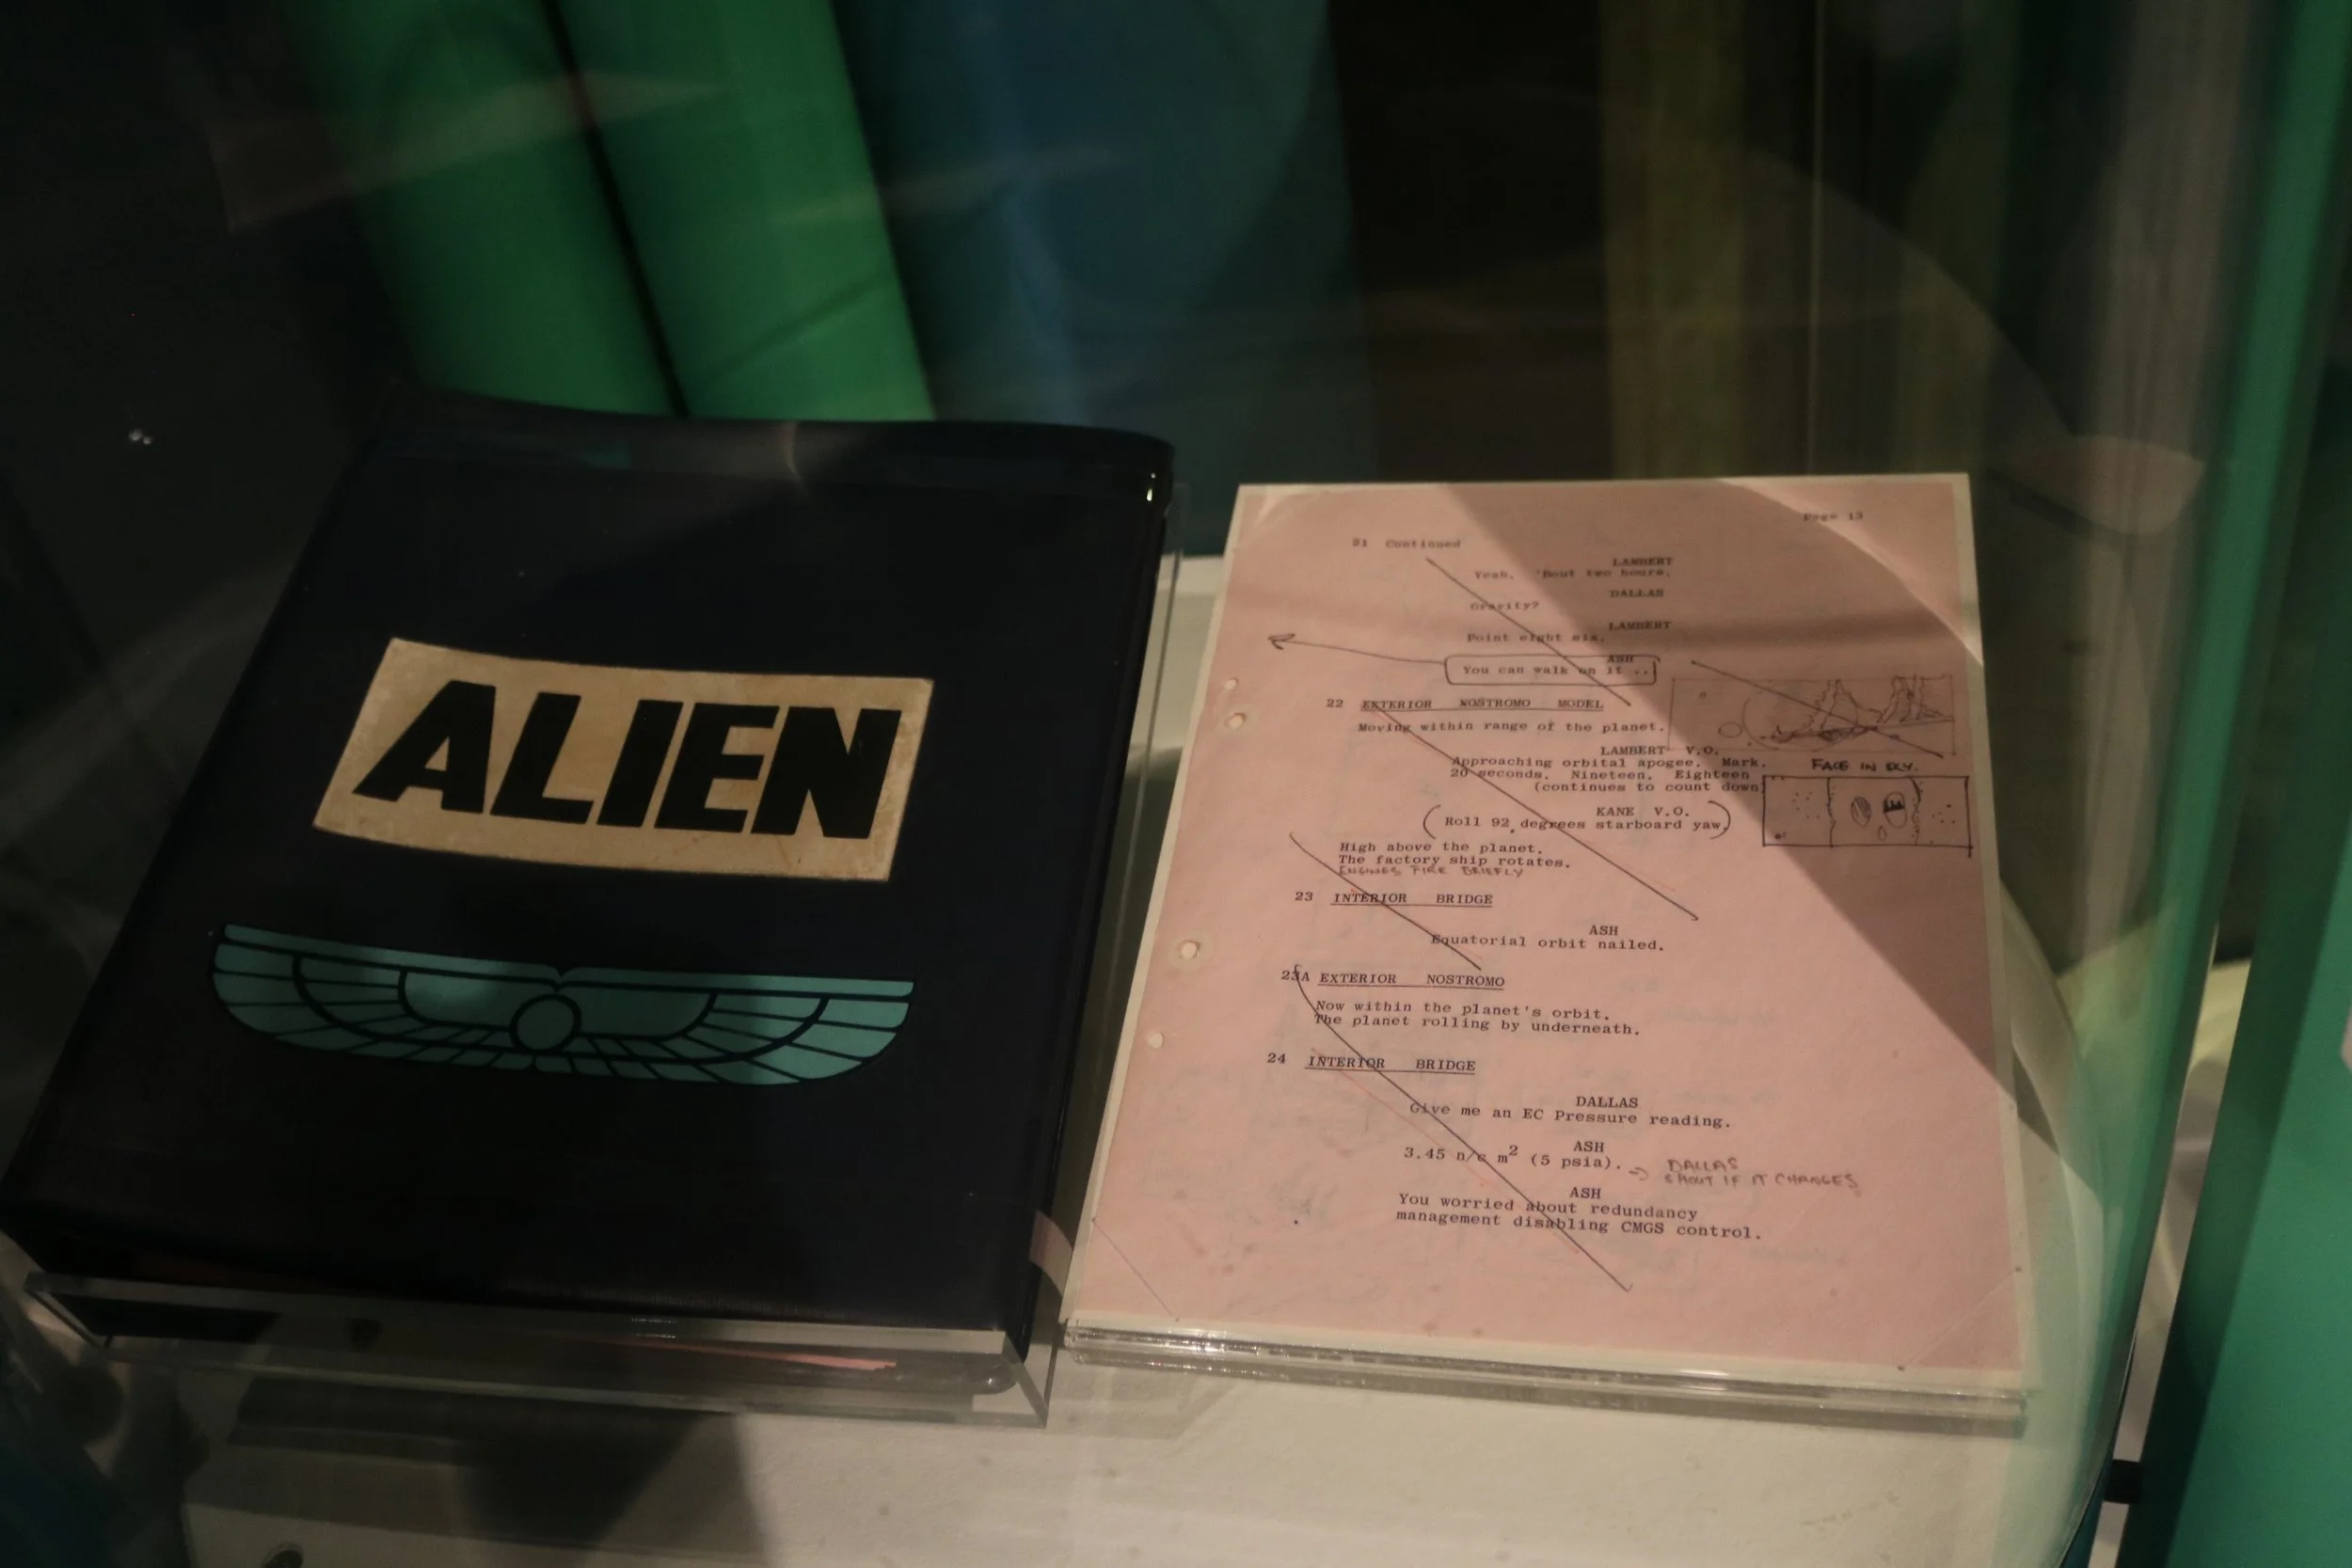 ALIEN
Page 13
21 Continued
LAMBERT
Yeah. 'Bout two hours.
DALLAS
Gravity?
LAMBERT
Point eight six.
ASH
You can walk on it ..
22 EXTERIOR NOSTROMO MODEL
Moving within range of the planet.
LAMBERT V.O.
Approaching orbital apogee. Mark.
20 seconds. Nineteen. Eighteen
(continues to count down
FACE IN
KANE V.O.
(Roll 92 degrees starboard yaw)
High above the planet.
The factory ship rotates.
ENGINES FIRE BRIEFLY
23 INTERIOR BRIDGE
ASH
Equatorial orbit nailed.
23A EXTERIOR NOSTROMO
Now within the planet's orbit.
The planet rolling by underneath.
24 INTERIOR BRIDGE
DALLAS
Give me an EC Pressure reading.
ASH
3.45 n/c m² (5 psia).
DALLAS
SHOUT IF IT CHANGES
ASH
You worried about redundancy
management disabling CMGS control.